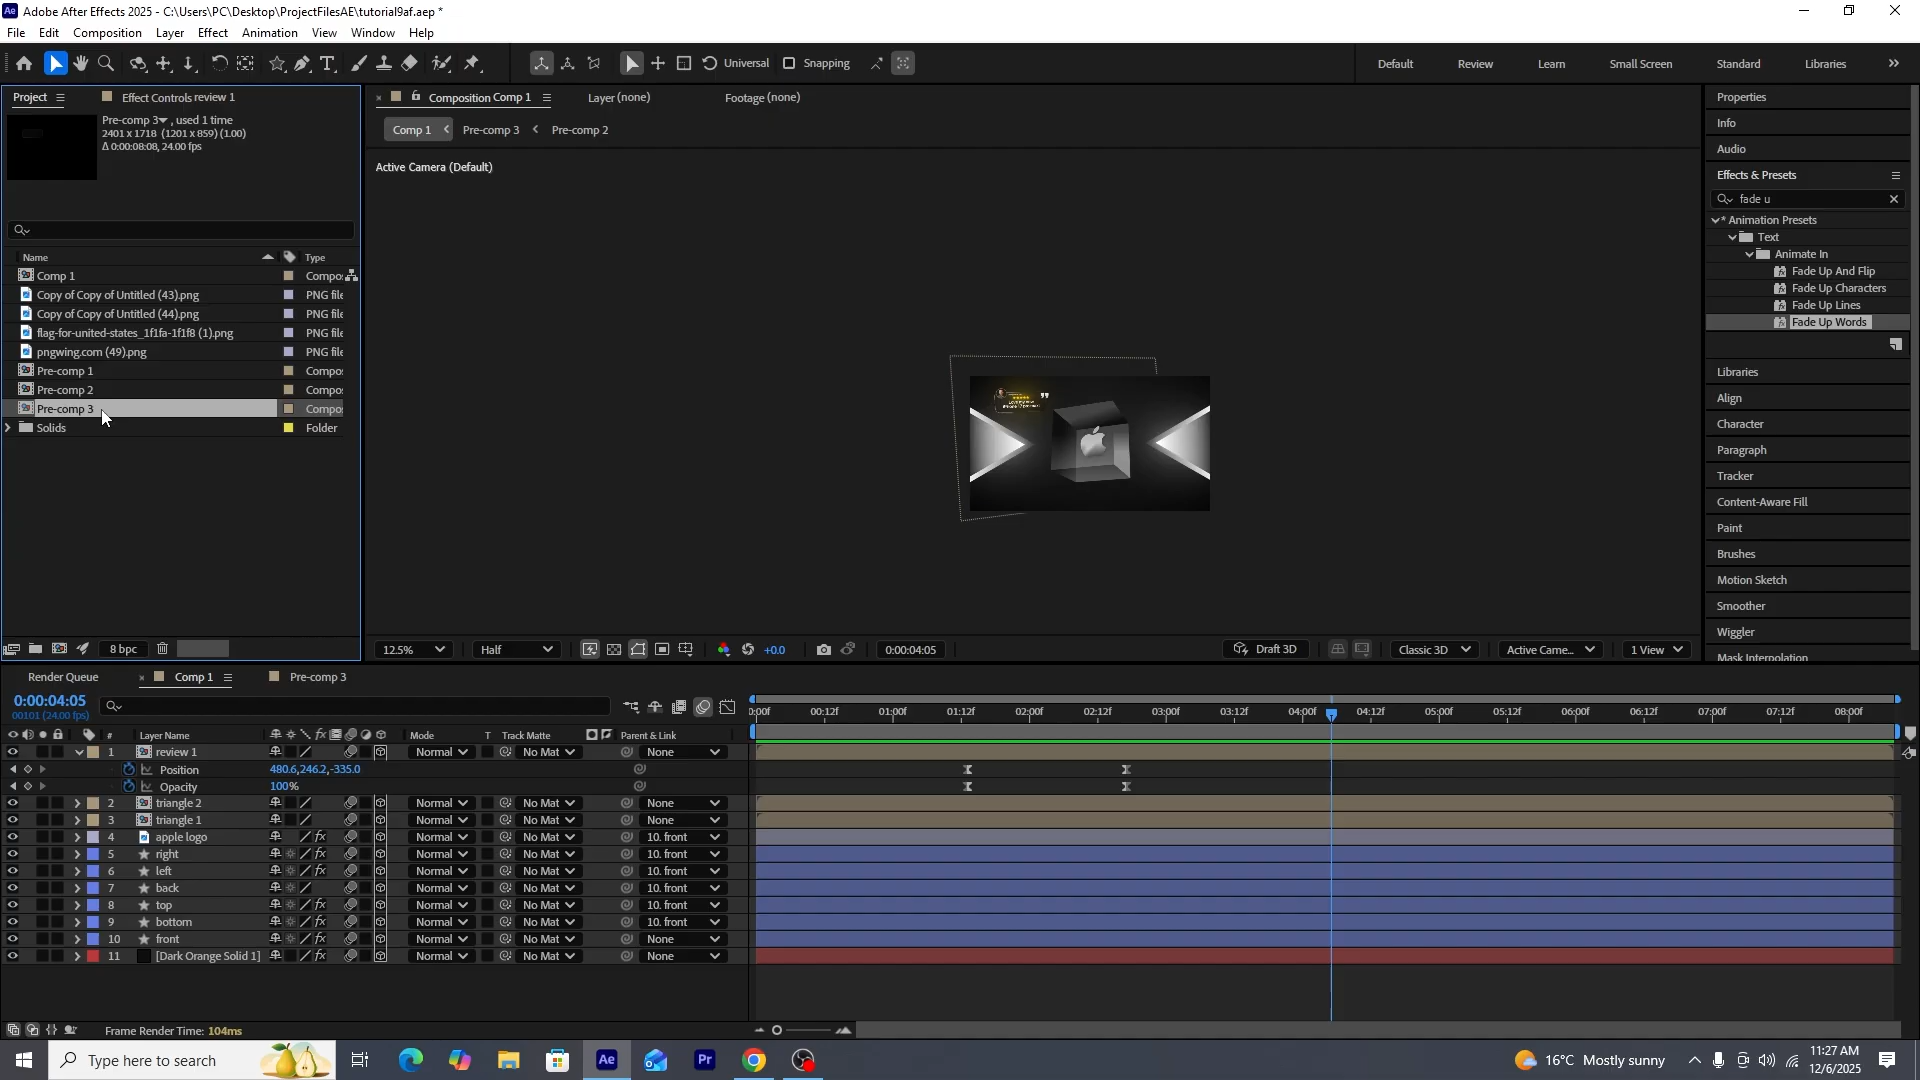 Adobe After Effects 2025 - C:\Users\PC\Desktop\ProjectFilesAE\tutorial9af.aep *
File Edit Composition Layer Effect Animation View Window Help
Universal Snapping Default Review Learn Small Screen Standard Libraries
Project Effect Controls review 1
Pre-comp 3 , used 1 time
2401 x 1718 (1201 x 859) (1.00)
Δ 0:00:08:08, 24.00 fps
Name Type
Comp 1 Compo
Copy of Copy of Untitled (43).png PNG file
Copy of Copy of Untitled (44).png PNG file
flag-for-united-states_1f1fa-1f1f8 (1).png PNG file
pngwing.com (49).png PNG file
Pre-comp 1 Compo
Pre-comp 2 Compo
Pre-comp 3 Compo
Solids Folder
8 bpc
Composition Comp 1 Layer (none) Footage (none)
Comp 1 Pre-comp 3 Pre-comp 2
Active Camera (Default)
12.5% Half +0.0 0:00:04:05 Draft 3D Classic 3D Active Came... 1 View
Properties
Info
Audio
Effects & Presets
fade u
* Animation Presets
Text
Animate In
Fade Up And Flip
Fade Up Characters
Fade Up Lines
Fade Up Words
Libraries
Align
Character
Paragraph
Tracker
Content-Aware Fill
Paint
Brushes
Motion Sketch
Smoother
Wiggler
Mask Interpolation
Render Queue Comp 1 Pre-comp 3
0:00:04:05
00101 (24.00 fps)
0:00f 00:12f 01:00f 01:12f 02:00f 02:12f 03:00f 03:12f 04:00f 04:12f 05:00f 05:12f 06:00f 06:12f 07:00f 07:12f 08:00f
# Layer Name Mode T Track Matte Parent & Link
1 review 1 Normal No Mat None
Position 480.6,246.2,-335.0
Opacity 100%
2 triangle 2 Normal No Mat None
3 triangle 1 Normal No Mat None
4 apple logo fx Normal No Mat 10. front
5 right fx Normal No Mat 10. front
6 left fx Normal No Mat 10. front
7 back Normal No Mat 10. front
8 top fx Normal No Mat 10. front
9 bottom fx Normal No Mat 10. front
10 front fx Normal No Mat None
11 [Dark Orange Solid 1] fx Normal No Mat None
Frame Render Time: 104ms
Type here to search
16°C Mostly sunny
11:27 AM
12/6/2025